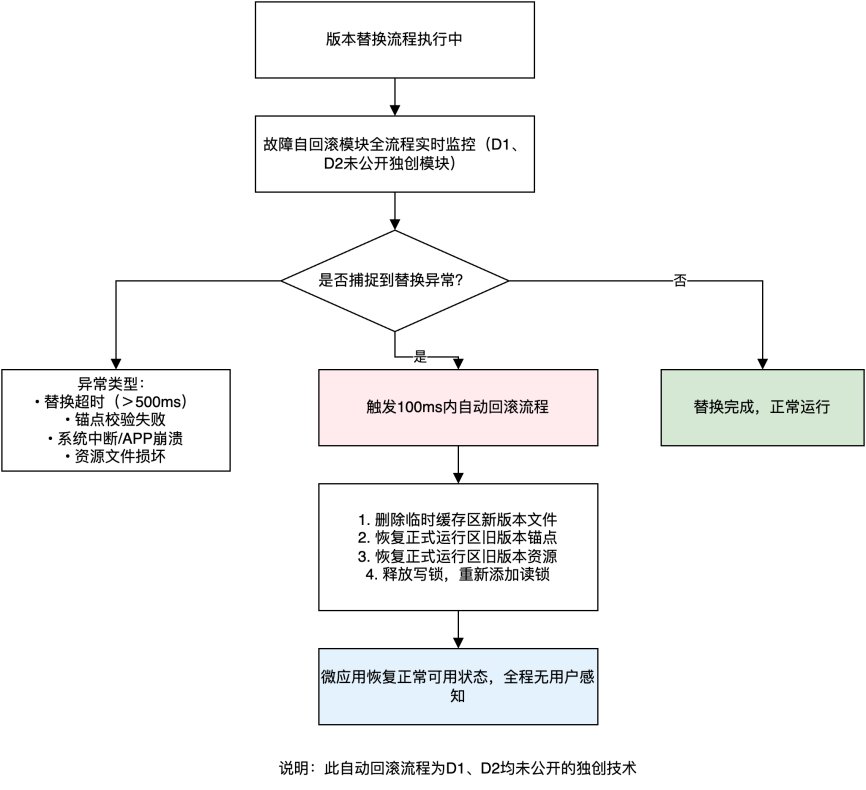 版本替换流程执行中
故障自回滚模块全流程实时监控（D1、
D2未公开独创模块）
是否捕捉到替换异常？
否
是
异常类型：
• 替换超时（＞500ms）
• 锚点校验失败
• 系统中断/APP崩溃
• 资源文件损坏
触发100ms内自动回滚流程
替换完成，正常运行
1. 删除临时缓存区新版本文件
2. 恢复正式运行区旧版本锚点
3. 恢复正式运行区旧版本资源
4. 释放写锁，重新添加读锁
微应用恢复正常可用状态，全程无用户感
知
说明：此自动回滚流程为D1、D2均未公开的独创技术